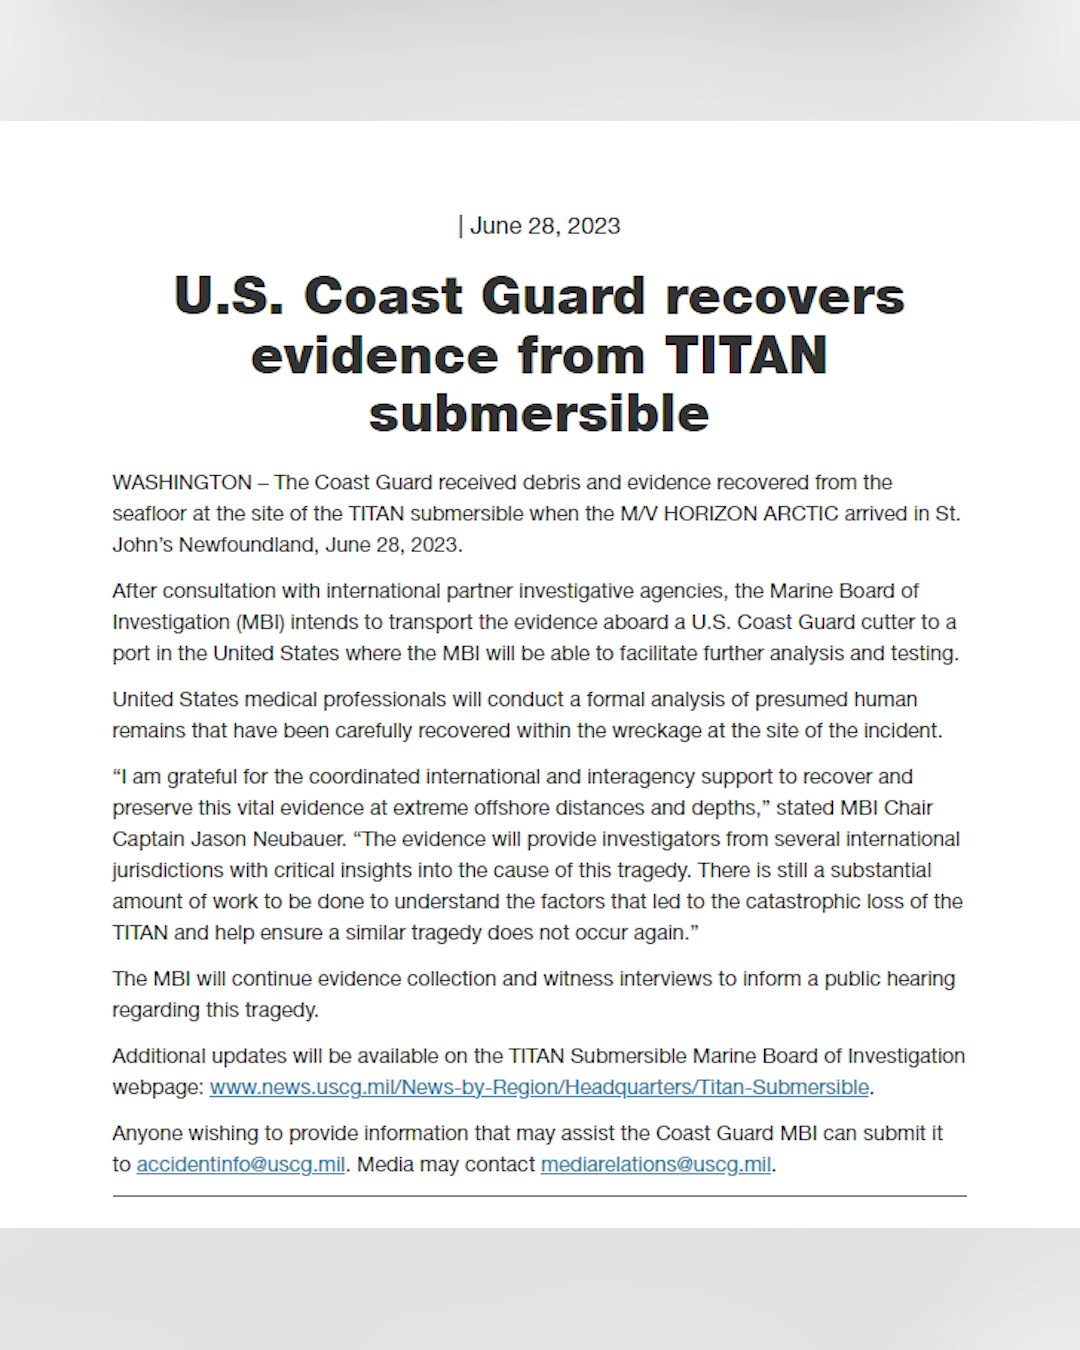 | June 28, 2023
U.S. Coast Guard recovers
evidence from TITAN
submersible
WASHINGTON – The Coast Guard received debris and evidence recovered from the
seafloor at the site of the TITAN submersible when the M/V HORIZON ARCTIC arrived in St.
John’s Newfoundland, June 28, 2023.
After consultation with international partner investigative agencies, the Marine Board of
Investigation (MBI) intends to transport the evidence aboard a U.S. Coast Guard cutter to a
port in the United States where the MBI will be able to facilitate further analysis and testing.
United States medical professionals will conduct a formal analysis of presumed human
remains that have been carefully recovered within the wreckage at the site of the incident.
“I am grateful for the coordinated international and interagency support to recover and
preserve this vital evidence at extreme offshore distances and depths,” stated MBI Chair
Captain Jason Neubauer. “The evidence will provide investigators from several international
jurisdictions with critical insights into the cause of this tragedy. There is still a substantial
amount of work to be done to understand the factors that led to the catastrophic loss of the
TITAN and help ensure a similar tragedy does not occur again.”
The MBI will continue evidence collection and witness interviews to inform a public hearing
regarding this tragedy.
Additional updates will be available on the TITAN Submersible Marine Board of Investigation
webpage: www.news.uscg.mil/News-by-Region/Headquarters/Titan-Submersible.
Anyone wishing to provide information that may assist the Coast Guard MBI can submit it
to accidentinfo@uscg.mil. Media may contact mediarelations@uscg.mil.